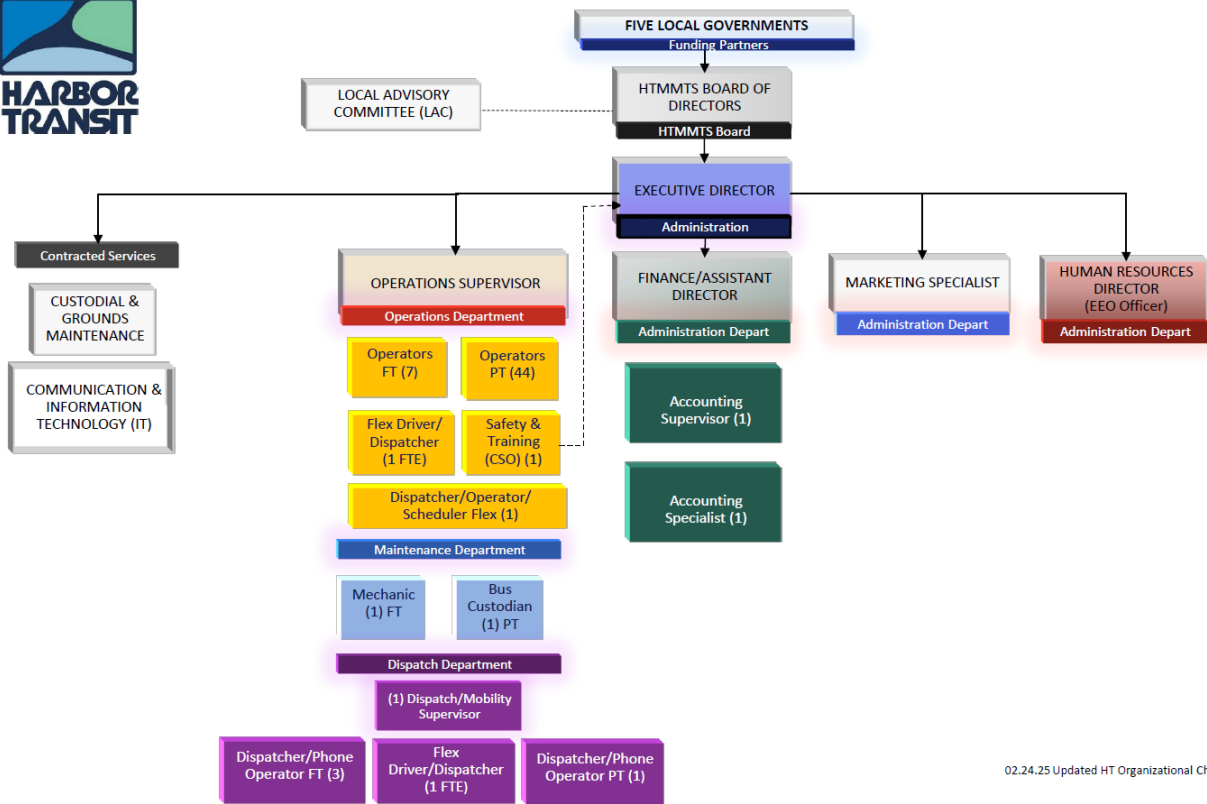 HARBOR
TRANSIT
FIVE LOCAL GOVERNMENTS
Funding Partners
LOCAL ADVISORY
COMMITTEE (LAC)
HTMMTS BOARD OF
DIRECTORS
HTMMTS Board
EXECUTIVE DIRECTOR
Administration
Contracted Services
CUSTODIAL &
GROUNDS
MAINTENANCE
COMMUNICATION &
INFORMATION
TECHNOLOGY (IT)
OPERATIONS SUPERVISOR
Operations Department
Operators
FT (7)
Operators
PT (44)
Flex Driver/
Dispatcher
(1 FTE)
Safety &
Training
(CSO) (1)
Dispatcher/Operator/
Scheduler Flex (1)
Maintenance Department
Mechanic
(1) FT
Bus
Custodian
(1) PT
Dispatch Department
(1) Dispatch/Mobility
Supervisor
Dispatcher/Phone
Operator FT (3)
Flex
Driver/Dispatcher
(1 FTE)
Dispatcher/Phone
Operator PT (1)
FINANCE/ASSISTANT
DIRECTOR
Administration Depart
Accounting
Supervisor (1)
Accounting
Specialist (1)
MARKETING SPECIALIST
Administration Depart
HUMAN RESOURCES
DIRECTOR
(EEO Officer)
Administration Depart
02.24.25 Updated HT Organizational Ch